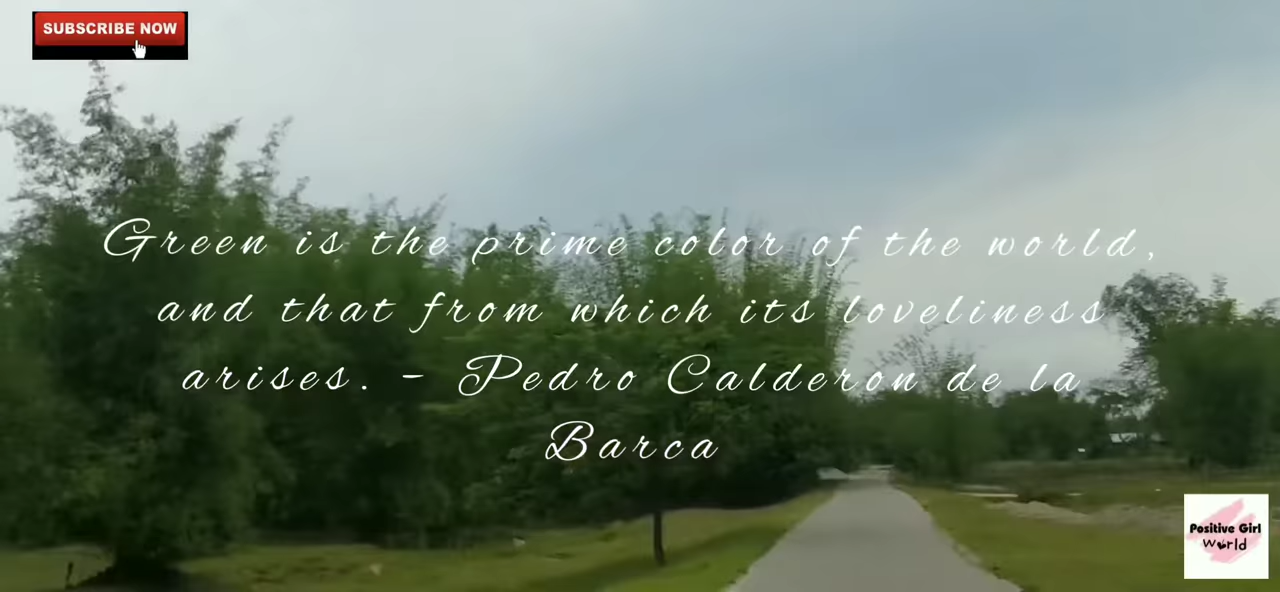 SUBSCRIBE NOW
Green is the prime color of the world,
and that from which its loveliness
arises. - Pedro Calderon de la
Barca
Positive Girl
World